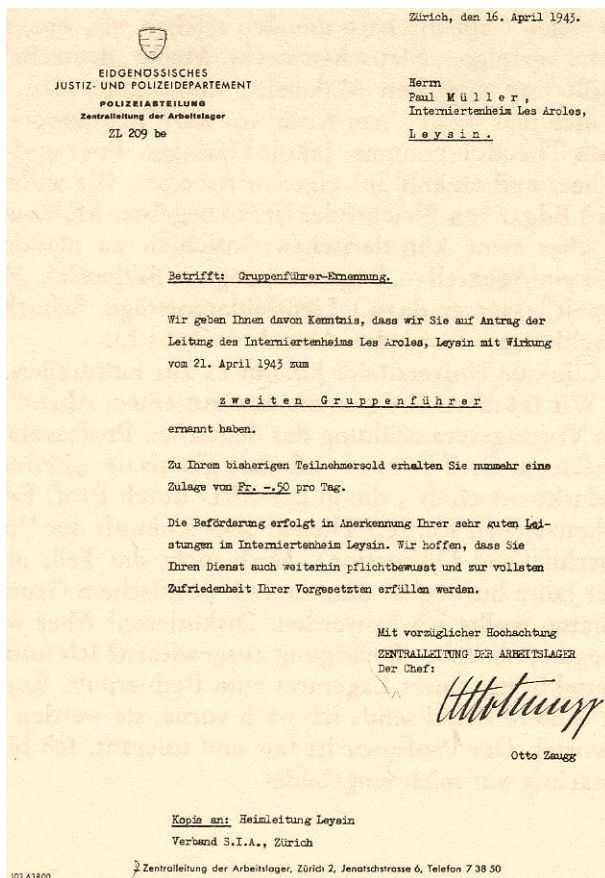 Zürich, den 16. April 1943.
EIDGENÖSSISCHES
JUSTIZ- UND POLIZEIDEPARTEMENT
POLIZEIABTEILUNG
Zentralleitung der Arbeitslager
ZL 209 be
Herrn
Paul Müller,
Interniertenheim Les Aroles,
Leysin.
Betrifft: Gruppenführer-Ernennung.
Wir geben Ihnen davon Kenntnis, dass wir Sie auf Antrag der
Leitung des Interniertenheims Les Aroles, Leysin mit Wirkung
vom 21. April 1943 zum
zweiten Gruppenführer
ernannt haben.
Zu Ihrem bisherigen Teilnehmersold erhalten Sie nunmehr eine
Zulage von Fr. -.50 pro Tag.
Die Beförderung erfolgt in Anerkennung Ihrer sehr guten Lei-
stungen im Interniertenheim Leysin. Wir hoffen, dass Sie
Ihren Dienst auch weiterhin pflichtbewusst und zur vollsten
Zufriedenheit Ihrer Vorgesetzten erfüllen werden.
Mit vorzüglicher Hochachtung
ZENTRALLEITUNG DER ARBEITSLAGER
Der Chef:
Otto Zaugg
Otto Zaugg
Kopie an: Heimleitung Leysin
Verband S.I.A., Zürich
Zentralleitung der Arbeitslager, Zürich 2, Jenatschstrasse 6, Telefon 7 38 50
102 63800